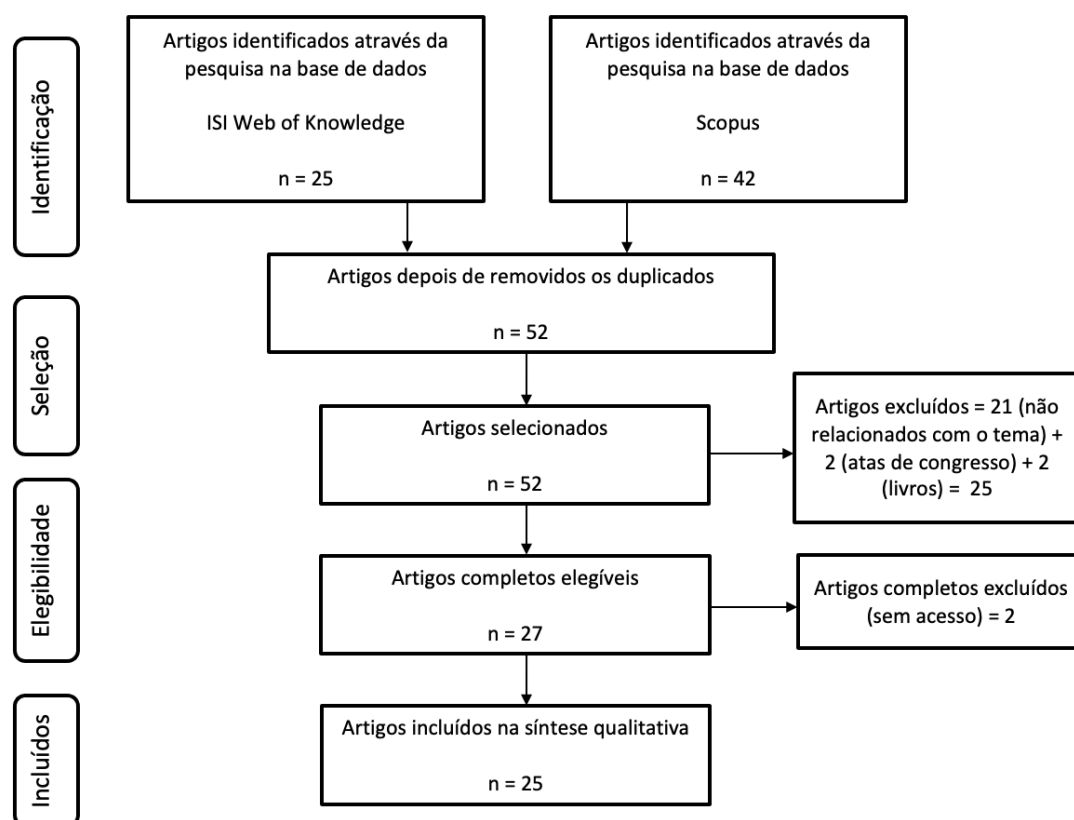 Identificação
Artigos identificados através da
pesquisa na base de dados
ISI Web of Knowledge
n = 25
Artigos identificados através da
pesquisa na base de dados
Scopus
n = 42
Artigos depois de removidos os duplicados
n = 52
Seleção
Artigos selecionados
n = 52
Artigos excluídos = 21 (não
relacionados com o tema) +
2 (atas de congresso) + 2
(livros) = 25
Elegibilidade
Artigos completos elegíveis
n = 27
Artigos completos excluídos
(sem acesso) = 2
Incluídos
Artigos incluídos na síntese qualitativa
n = 25